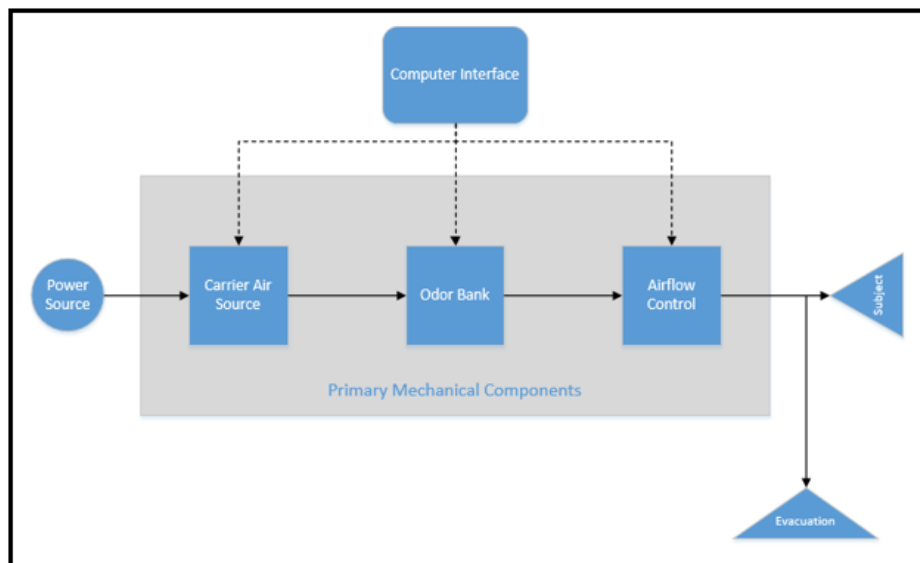 Computer Interface
Power
Source
Carrier Air
Source
Odor Bank
Airflow
Control
Subject
Primary Mechanical Components
Evacuation